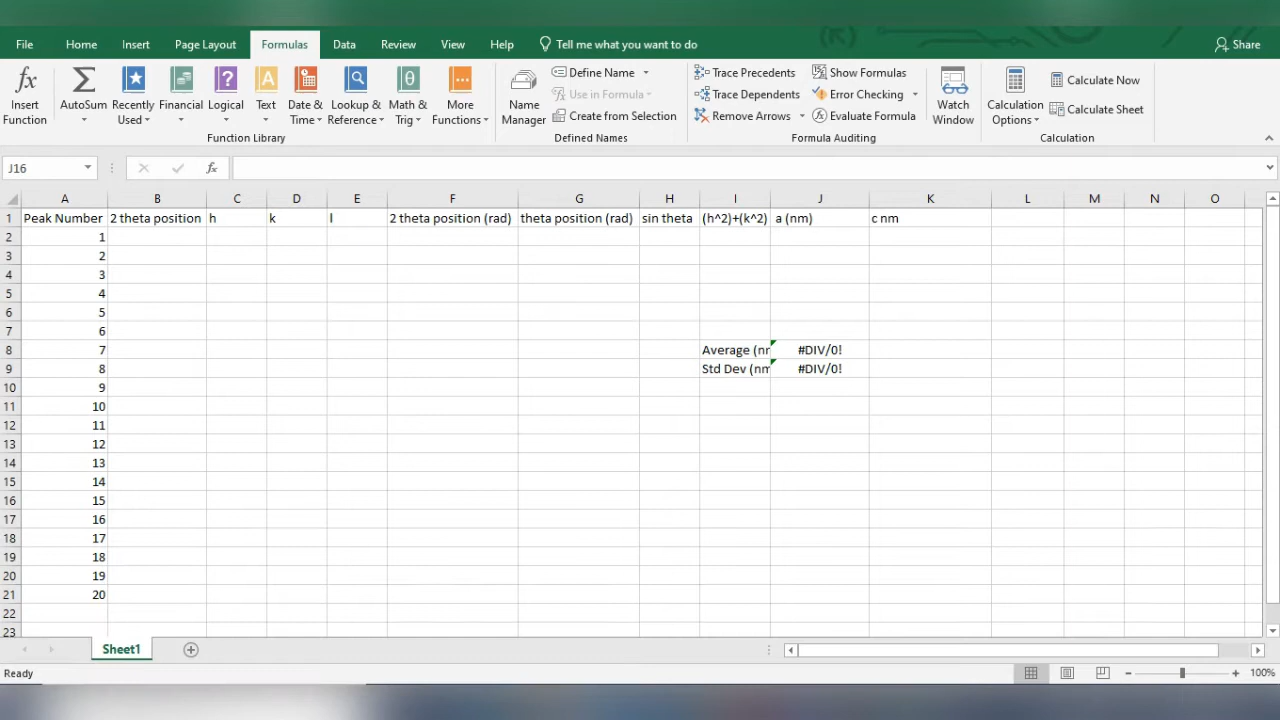 File Home Insert Page Layout Formulas Data Review View Help Tell me what you want to do Share
Insert Function
AutoSum
Recently Used
Financial
Logical
Text
Date & Time
Lookup & Reference
Math & Trig
More Functions
Function Library
Name Manager
Define Name
Use in Formula
Create from Selection
Defined Names
Trace Precedents
Trace Dependents
Remove Arrows
Show Formulas
Error Checking
Evaluate Formula
Formula Auditing
Watch Window
Calculation Options
Calculate Now
Calculate Sheet
Calculation
J16 fx
A B C D E F G H I J K L M N O
1 Peak Number 2 theta position h k l 2 theta position (rad) theta position (rad) sin theta (h^2)+(k^2) a (nm) c nm
2 1
3 2
4 3
5 4
6 5
7 6
8 7 Average (nr #DIV/0!
9 8 Std Dev (nm #DIV/0!
10 9
11 10
12 11
13 12
14 13
15 14
16 15
17 16
18 17
19 18
20 19
21 20
22
23
Sheet1
Ready 100%